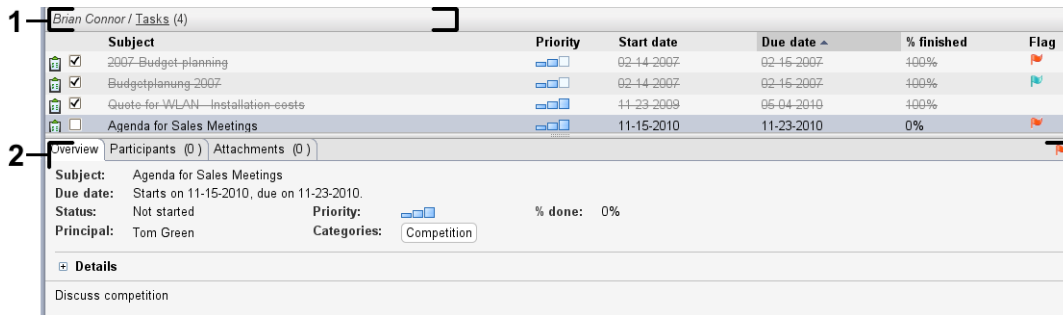 1 Brian Connor / Tasks (4)
Subject Priority Start date Due date % finished Flag
2007 Budget planning 02-14-2007 02-15-2007 100%
Budgetplanung 2007 02-14-2007 02-15-2007 100%
Quote for WLAN - Installation costs 11-23-2009 05-04-2010 100%
Agenda for Sales Meetings 11-15-2010 11-23-2010 0%
2 Overview Participants (0) Attachments (0)
Subject: Agenda for Sales Meetings
Due date: Starts on 11-15-2010, due on 11-23-2010.
Status: Not started Priority: % done: 0%
Principal: Tom Green Categories: Competition
Details
Discuss competition